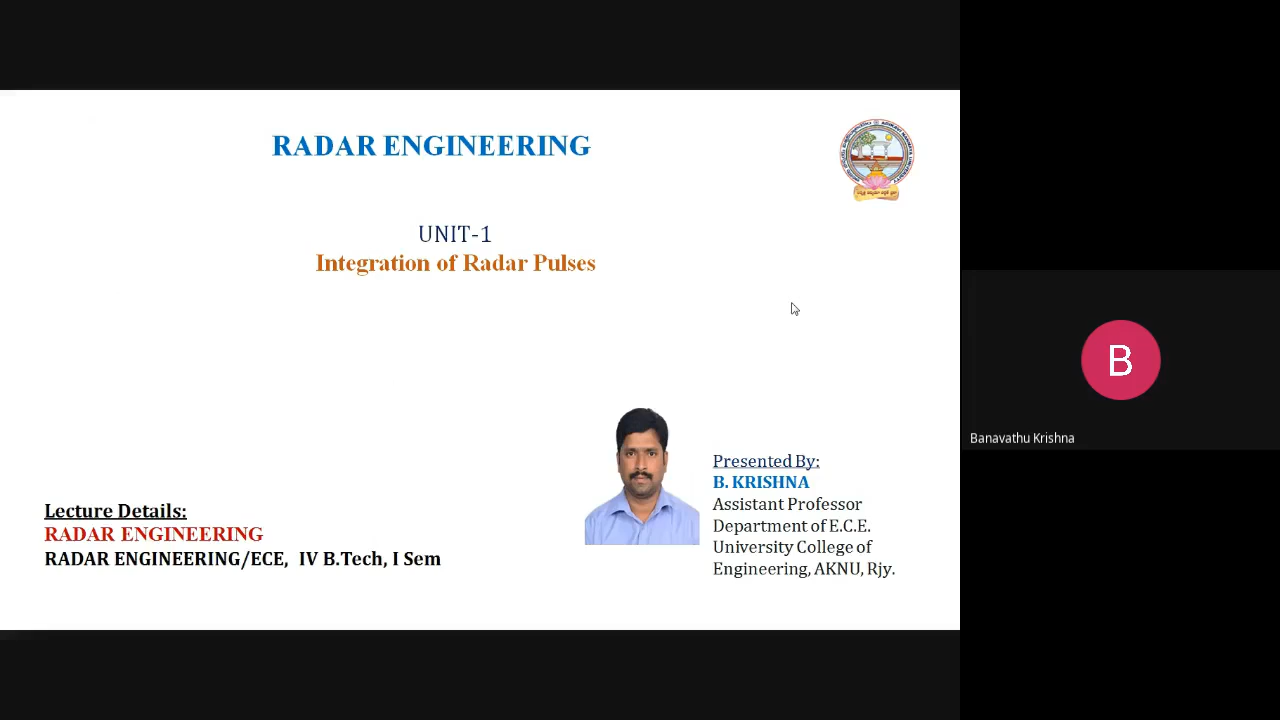 RADAR ENGINEERING
UNIT-1
Integration of Radar Pulses
Presented By:
B. KRISHNA
Assistant Professor
Department of E.C.E.
University College of
Engineering, AKNU, Rjy.
Lecture Details:
RADAR ENGINEERING
RADAR ENGINEERING/ECE, IV B.Tech, I Sem
B
Banavathu Krishna